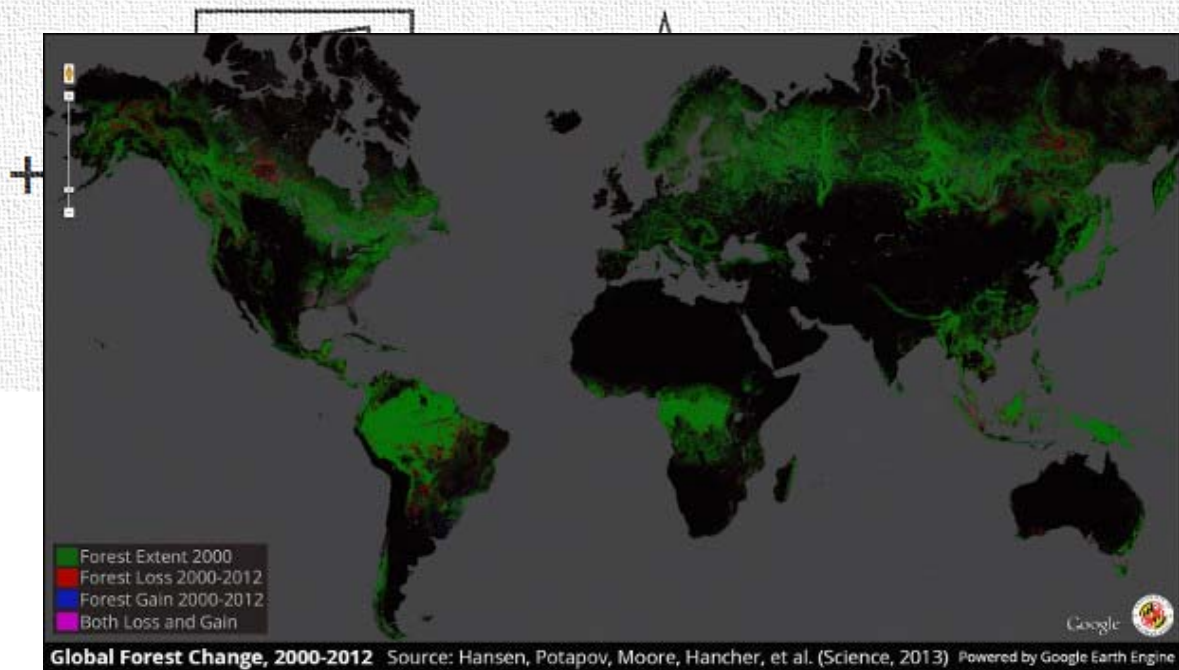 Forest Extent 2000
Forest Loss 2000-2012
Forest Gain 2000-2012
Both Loss and Gain
Google
Global Forest Change, 2000-2012 Source: Hansen, Potapov, Moore, Hancher, et al. (Science, 2013) Powered by Google Earth Engine